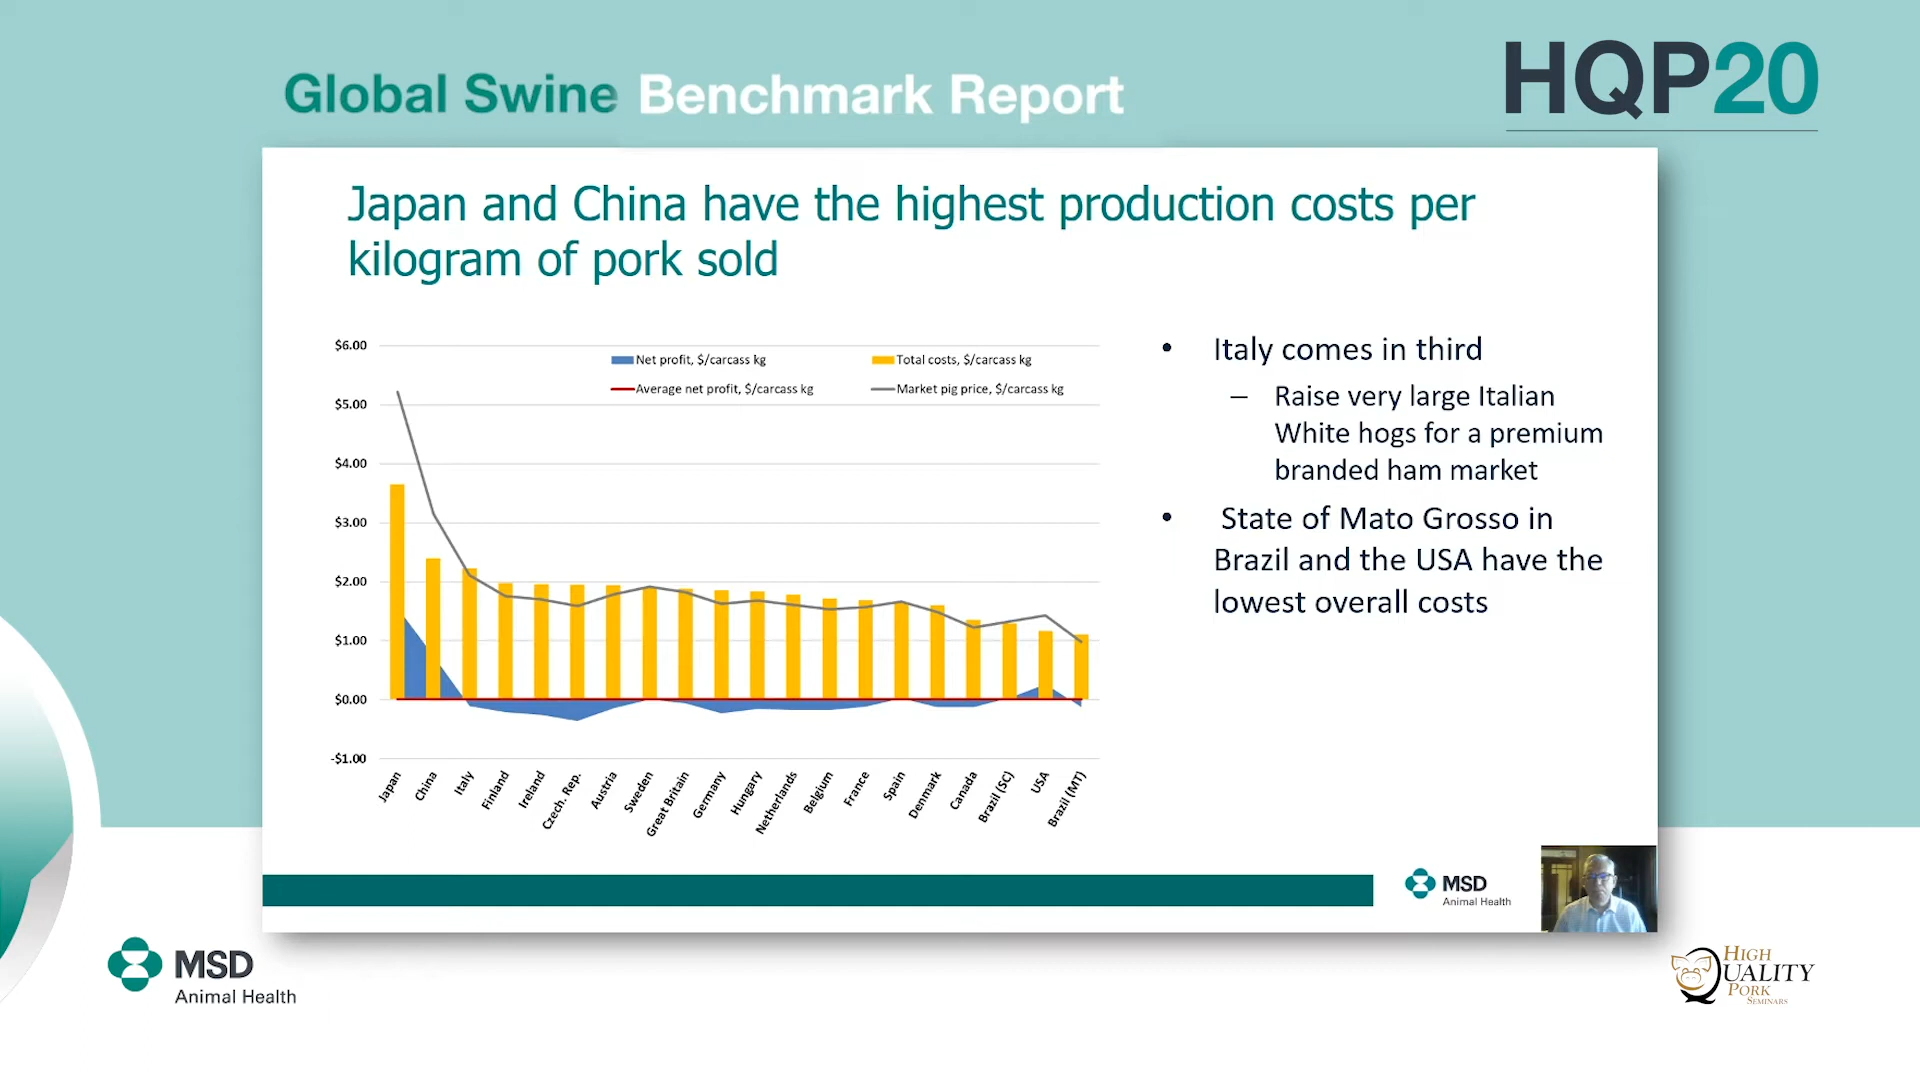 Global Swine Benchmark Report
HQP20
Japan and China have the highest production costs per
kilogram of pork sold
$6.00
$5.00
$4.00
$3.00
$2.00
$1.00
$0.00
-$1.00
Net profit, $/carcass kg
Total costs, $/carcass kg
Average net profit, $/carcass kg
Market pig price, $/carcass kg
Japan
China
Italy
Finland
Ireland
Czech. Rep.
Austria
Sweden
Great Britain
Germany
Hungary
Netherlands
Belgium
France
Spain
Denmark
Canada
Brazil (SC)
USA
Brazil (MT)
• Italy comes in third
– Raise very large Italian
White hogs for a premium
branded ham market
• State of Mato Grosso in
Brazil and the USA have the
lowest overall costs
MSD
Animal Health
MSD
Animal Health
HIGH
QUALITY
PORK
SEMINARS